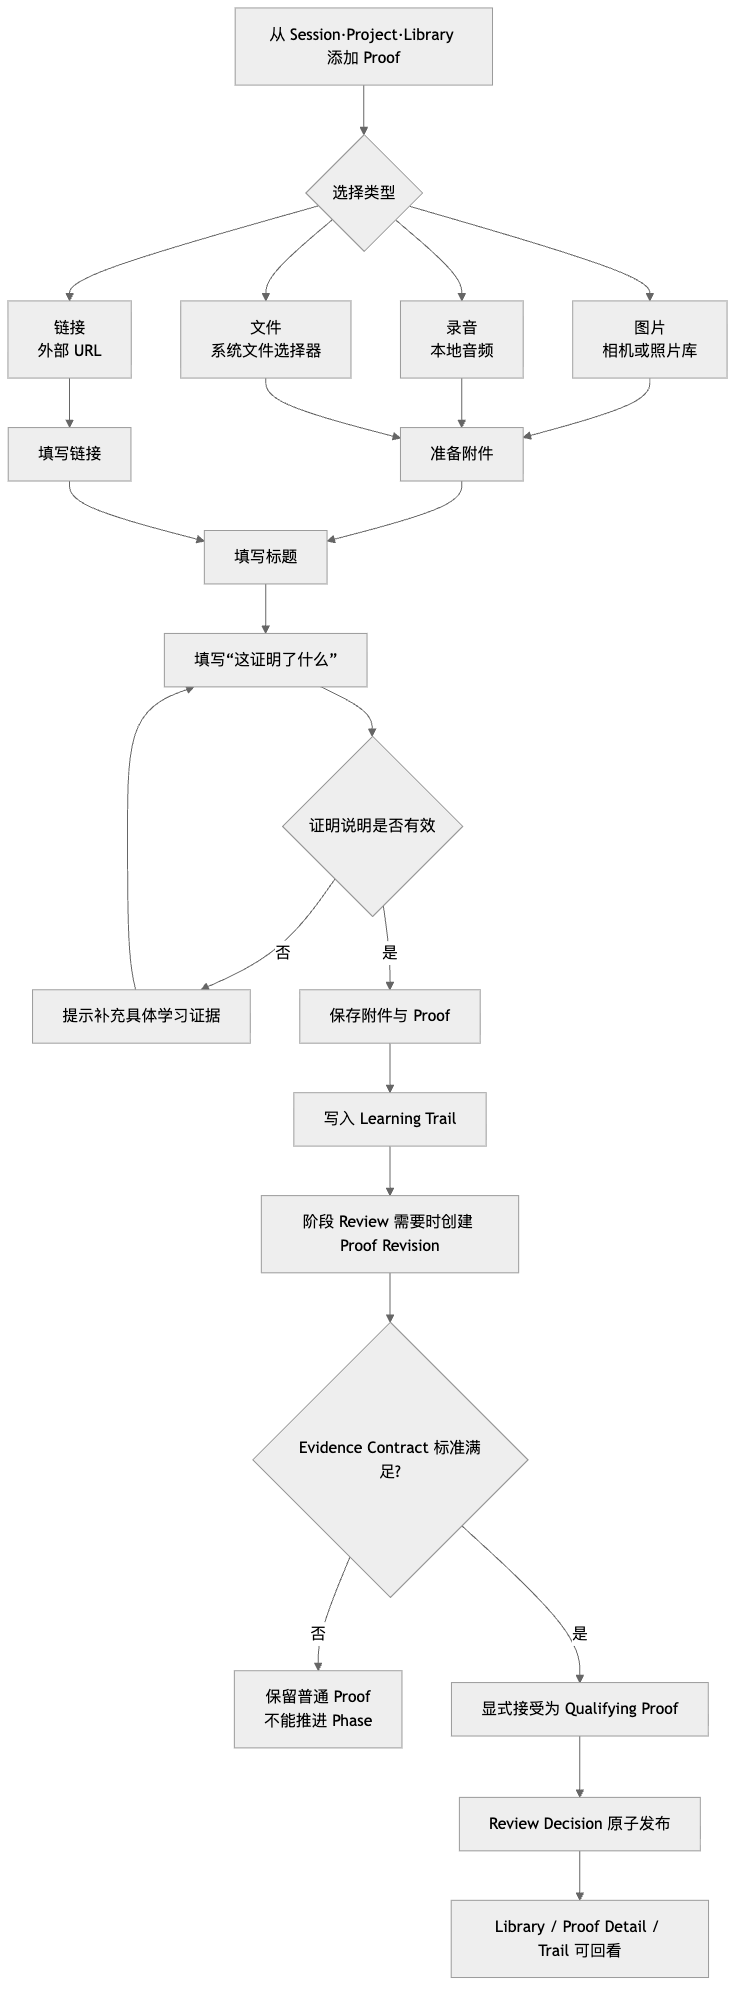 从 Session·Project·Library
添加 Proof
选择类型
链接
外部 URL
文件
系统文件选择器
录音
本地音频
图片
相机或照片库
填写链接
准备附件
填写标题
填写“这证明了什么”
证明说明是否有效
否
是
提示补充具体学习证据
保存附件与 Proof
写入 Learning Trail
阶段 Review 需要时创建
Proof Revision
Evidence Contract 标准满
足?
否
是
保留普通 Proof
不能推进 Phase
显式接受为 Qualifying Proof
Review Decision 原子发布
Library / Proof Detail /
Trail 可回看